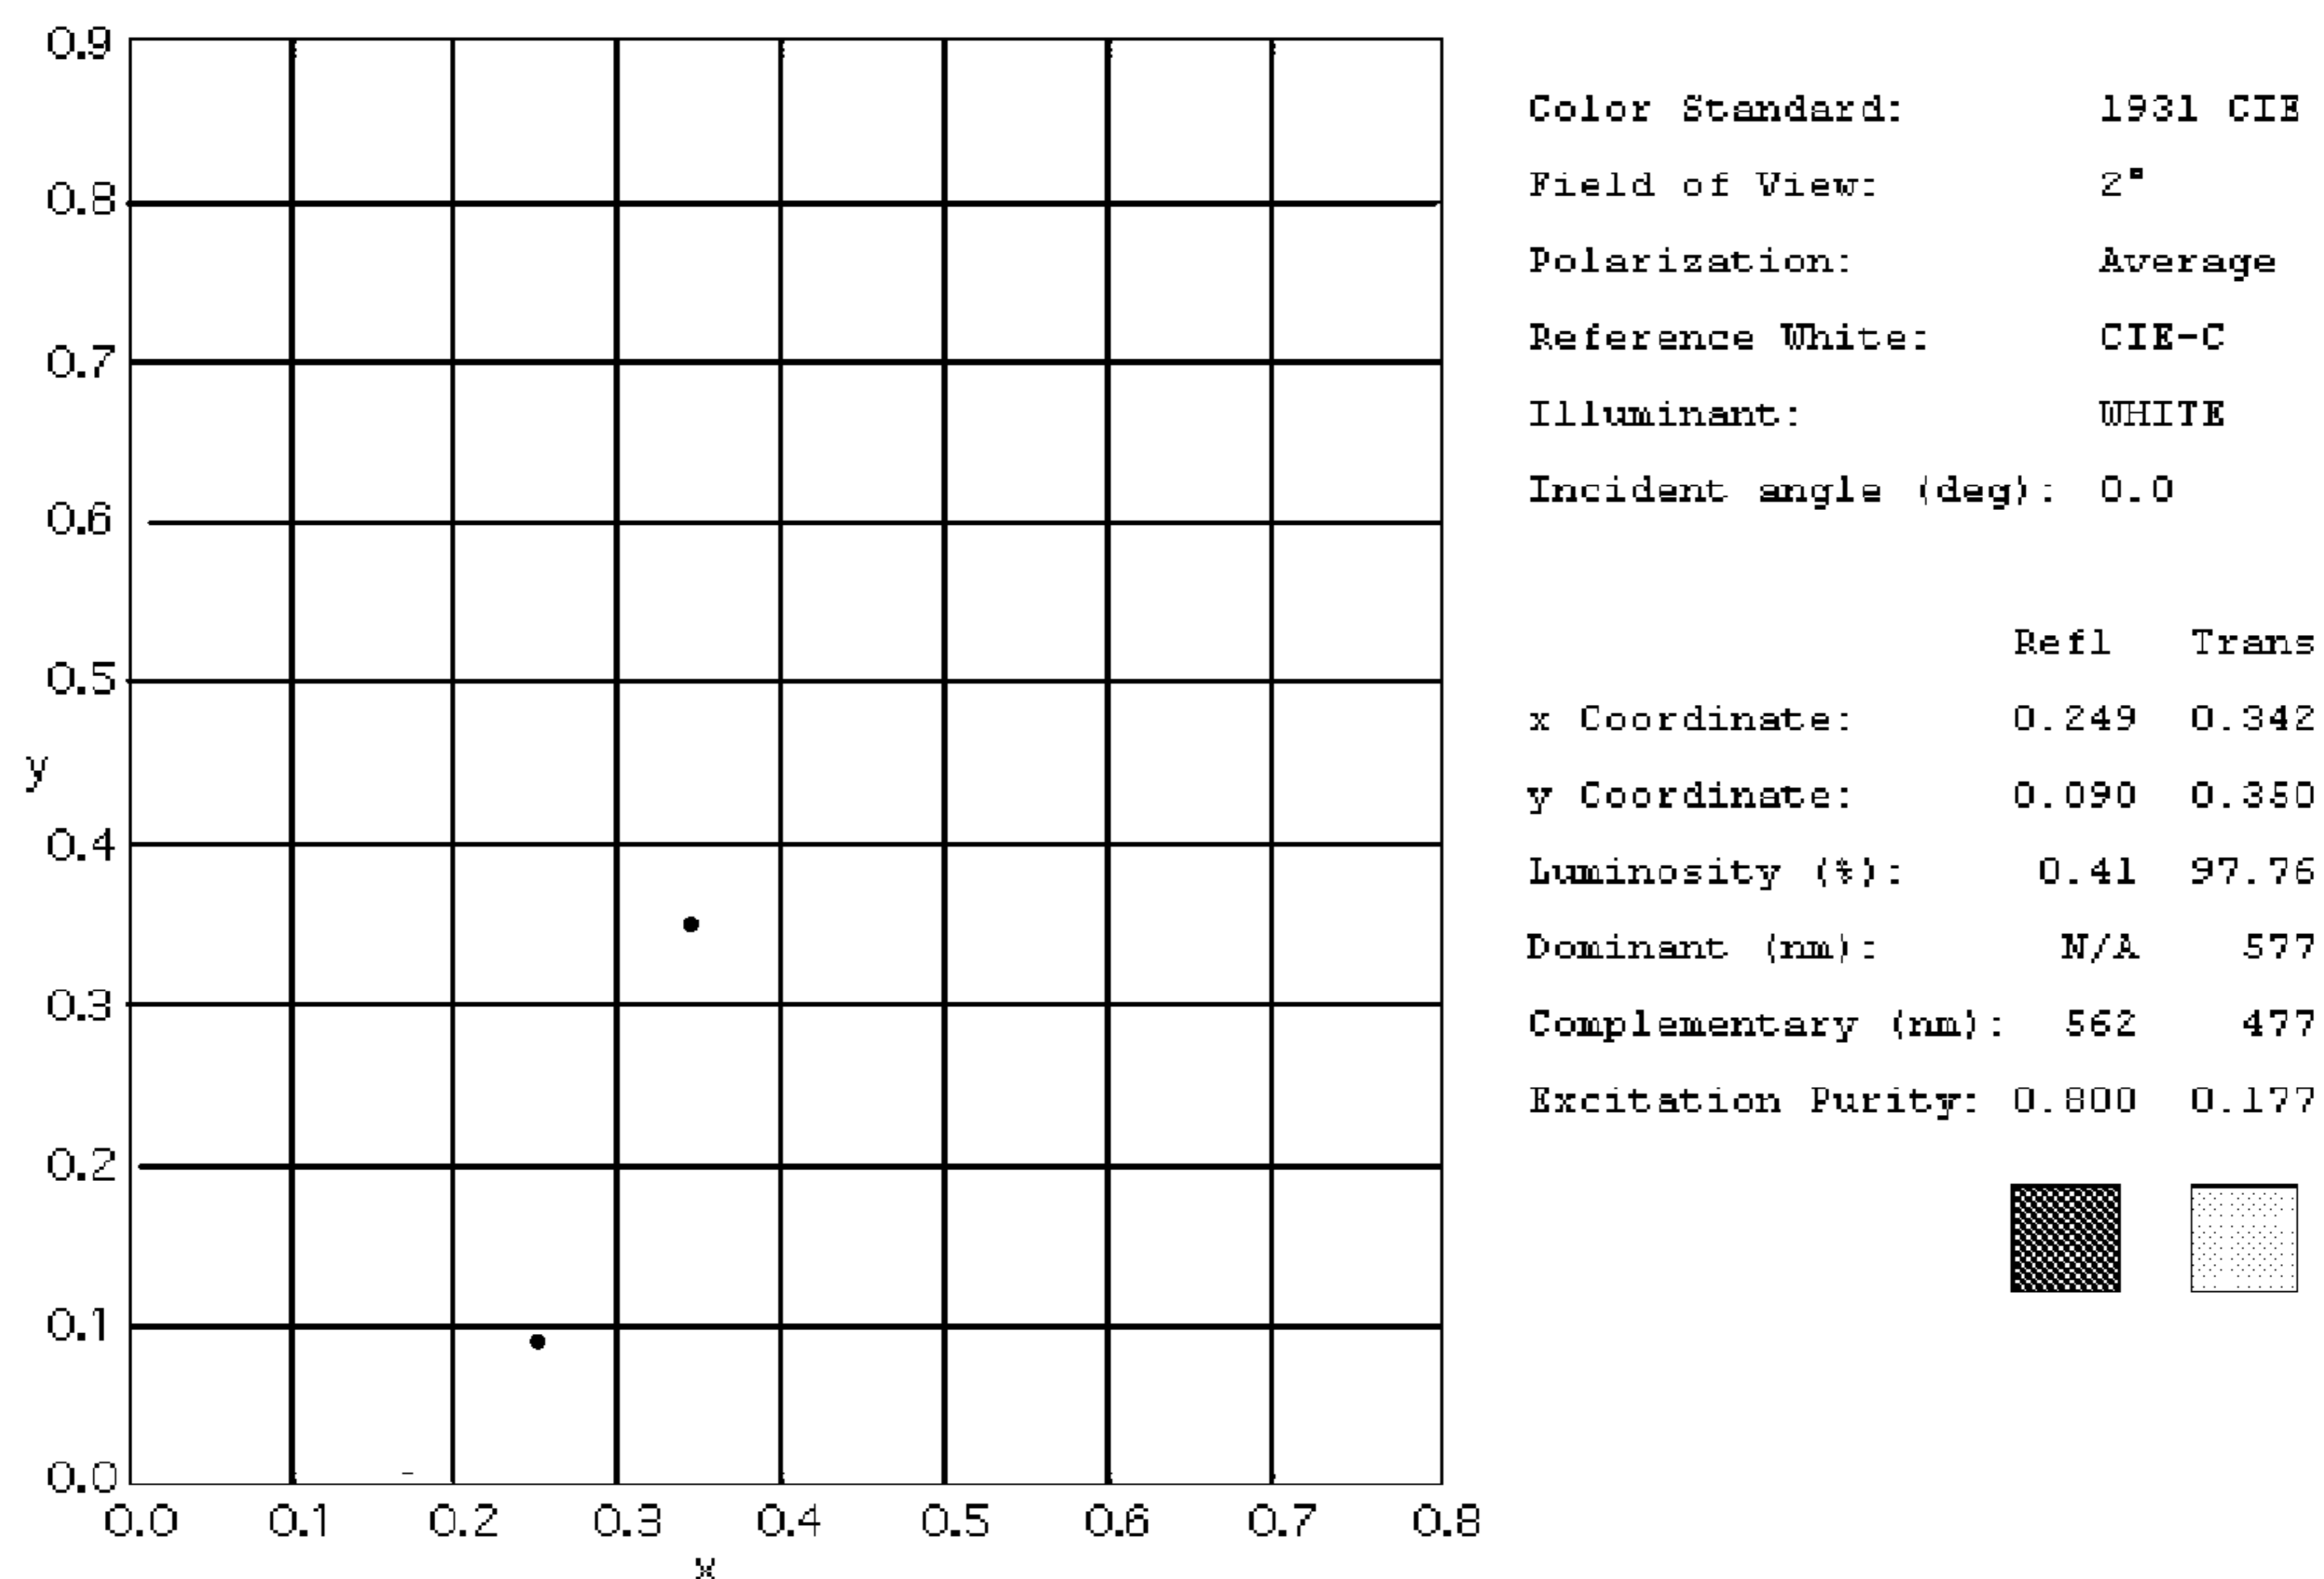 0.9
0.8
0.7
0.6
0.5
y
0.4
0.3
0.2
0.1
0.0
0.0 0.1 0.2 0.3 0.4 0.5 0.6 0.7 0.8
x
Color Standard: 1931 CIE
Field of View: 2°
Polarization: Average
Reference White: CIE-C
Illuminant: WHITE
Incident angle (deg): 0.0
Refl Trans
x Coordinate: 0.249 0.342
y Coordinate: 0.090 0.350
Luminosity (%): 0.41 97.76
Dominant (nm): N/A 577
Complementary (nm): 562 477
Excitation Purity: 0.800 0.177